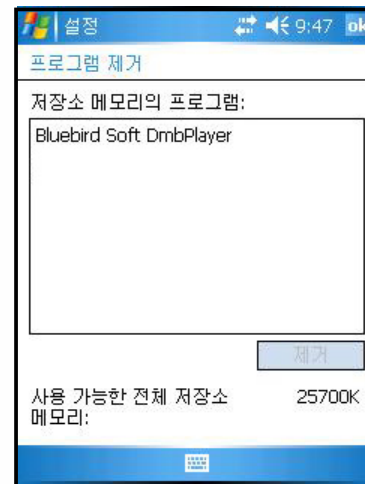 설정 9:47 ok
프로그램 제거
저장소 메모리의 프로그램:
Bluebird Soft DmbPlayer
제거
사용 가능한 전체 저장소 25700K
메모리: